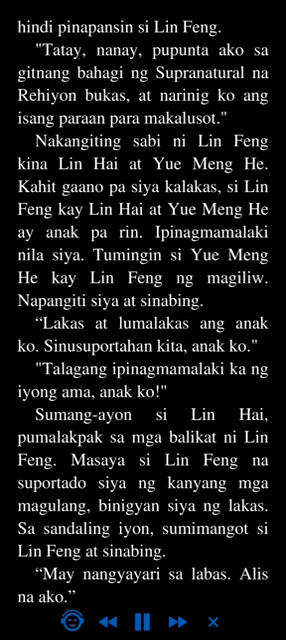 hindi pinapansin si Lin Feng.
"Tatay, nanay, pupunta ako sa
gitnang bahagi ng Supranatural na
Rehiyon bukas, at narinig ko ang
isang paraan para makalusot."
Nakangiting sabi ni Lin Feng
kina Lin Hai at Yue Meng He.
Kahit gaano pa siya kalakas, si Lin
Feng kay Lin Hai at Yue Meng He
ay anak pa rin. Ipinagmamalaki
nila siya. Tumingin si Yue Meng
He kay Lin Feng ng magiliw.
Napangiti siya at sinabing.
“Lakas at lumalakas ang anak
ko. Sinusuportahan kita, anak ko."
"Talagang ipinagmamalaki ka ng
iyong ama, anak ko!"
Sumang-ayon si Lin Hai,
pumalakpak sa mga balikat ni Lin
Feng. Masaya si Lin Feng na
suportado siya ng kanyang mga
magulang, binigyan siya ng lakas.
Sa sandaling iyon, sumimangot si
Lin Feng at sinabing.
“May nangyayari sa labas. Alis
na ako.”